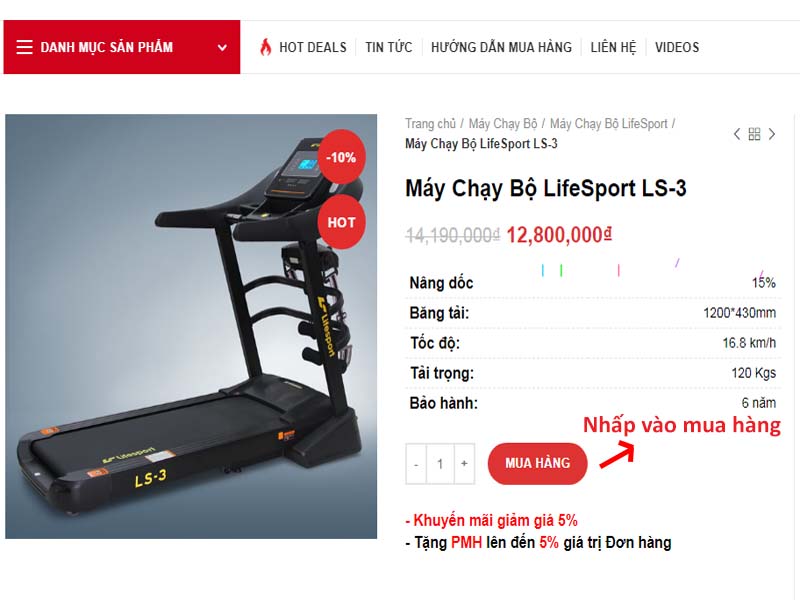 DANH MỤC SẢN PHẨM
HOT DEALS
TIN TỨC
HƯỚNG DẪN MUA HÀNG
LIÊN HỆ
VIDEOS
Trang chủ / Máy Chạy Bộ / Máy Chạy Bộ LifeSport /
Máy Chạy Bộ LifeSport LS-3
-10%
HOT
Lifesport
Lifesport
LS-3
Máy Chạy Bộ LifeSport LS-3
14,190,000₫ 12,800,000₫
Nâng dốc 15%
Băng tải: 1200*430mm
Tốc độ: 16.8 km/h
Tải trọng: 120 Kgs
Bảo hành: 6 năm
Nhấp vào mua hàng
- 1 +
MUA HÀNG
- Khuyến mãi giảm giá 5%
- Tặng PMH lên đến 5% giá trị Đơn hàng